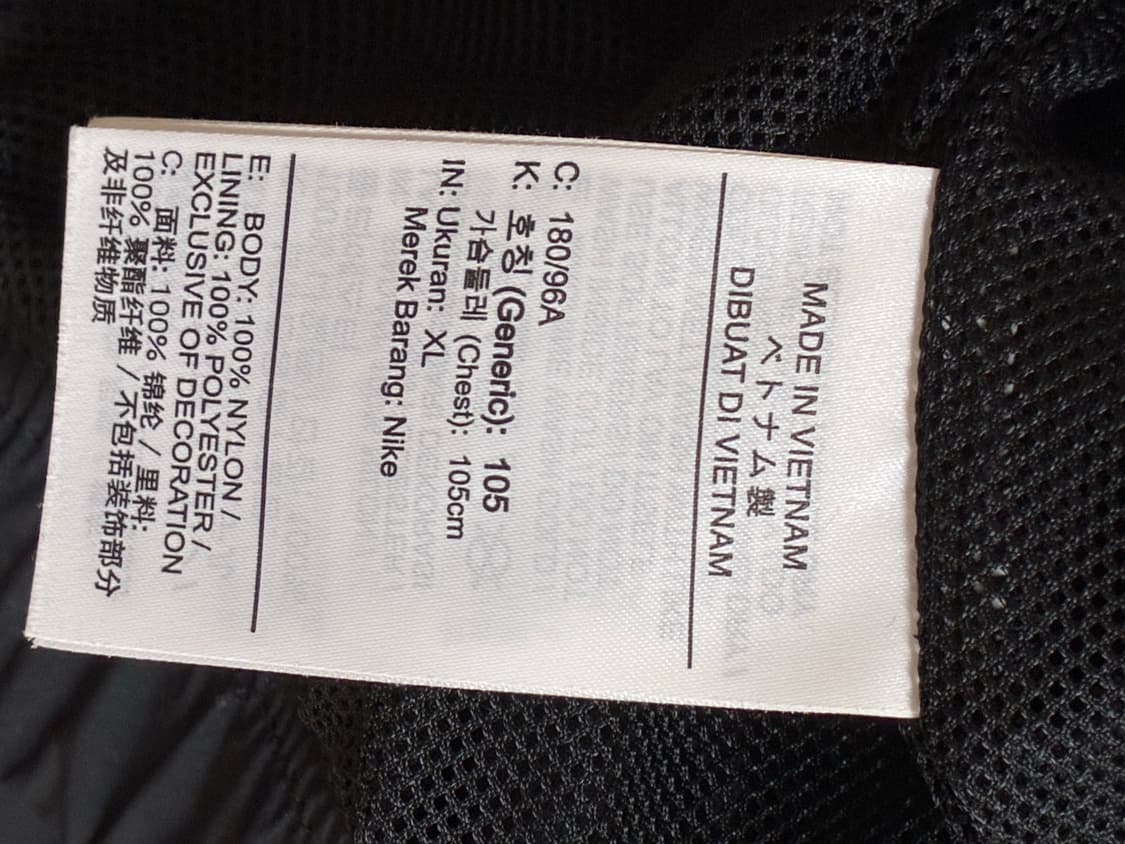 MADE IN VIETNAM
ベトナム製
DIBUAT DI VIETNAM
C: 180/96A
K: 호칭 (Generic): 105
가슴둘레 (Chest): 105cm
IN: Ukuran: XL
Merek Barang: Nike
E: BODY: 100% NYLON /
LINING: 100% POLYESTER /
EXCLUSIVE OF DECORATION
C: 面料: 100% 锦纶 / 里料:
100% 聚酯纤维 / 不包括装饰部分
及非纤维物质